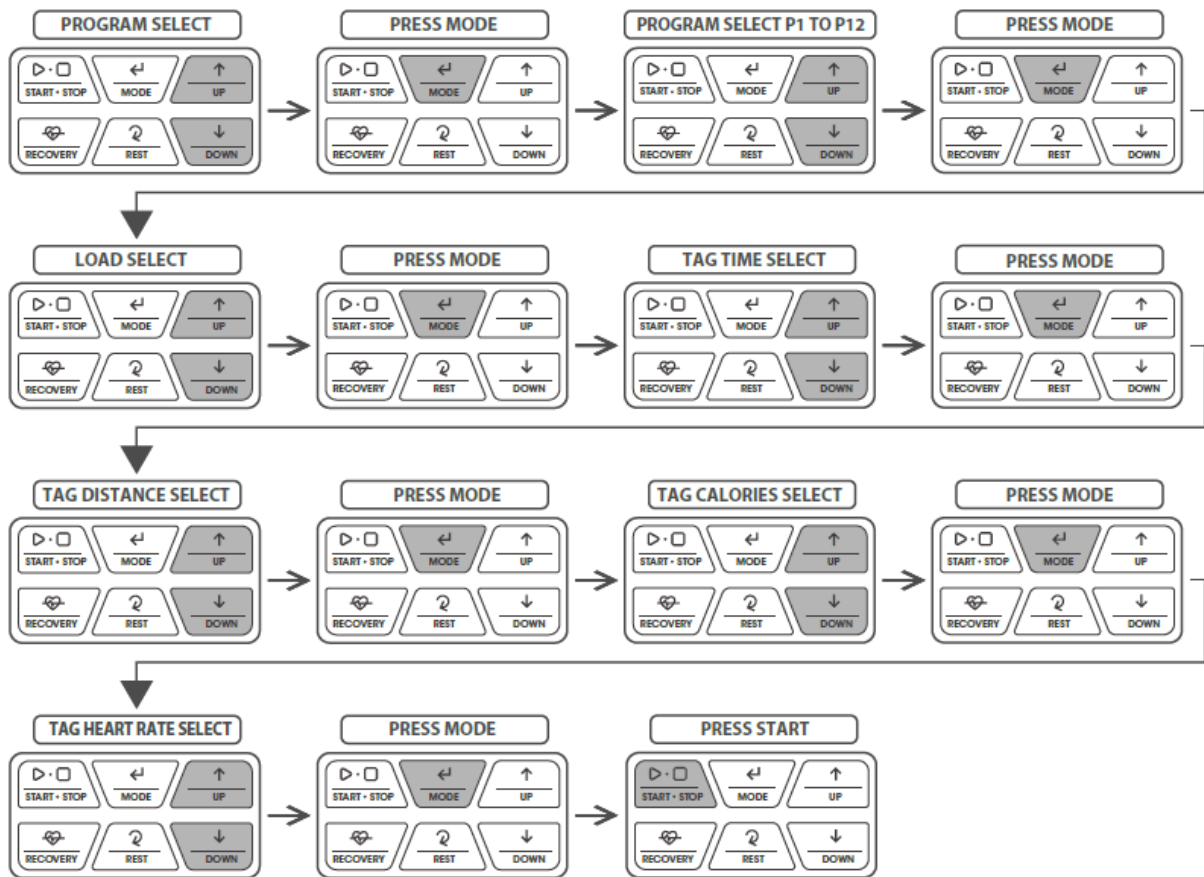 PROGRAM SELECT PRESS MODE PROGRAM SELECT P1 TO P12 PRESS MODE
START • STOP MODE UP START • STOP MODE UP START • STOP MODE UP START • STOP MODE UP
RECOVERY REST DOWN RECOVERY REST DOWN RECOVERY REST DOWN RECOVERY REST DOWN
LOAD SELECT PRESS MODE TAG TIME SELECT PRESS MODE
START • STOP MODE UP START • STOP MODE UP START • STOP MODE UP START • STOP MODE UP
RECOVERY REST DOWN RECOVERY REST DOWN RECOVERY REST DOWN RECOVERY REST DOWN
TAG DISTANCE SELECT PRESS MODE TAG CALORIES SELECT PRESS MODE
START • STOP MODE UP START • STOP MODE UP START • STOP MODE UP START • STOP MODE UP
RECOVERY REST DOWN RECOVERY REST DOWN RECOVERY REST DOWN RECOVERY REST DOWN
TAG HEART RATE SELECT PRESS MODE PRESS START
START • STOP MODE UP START • STOP MODE UP START • STOP MODE UP
RECOVERY REST DOWN RECOVERY REST DOWN RECOVERY REST DOWN